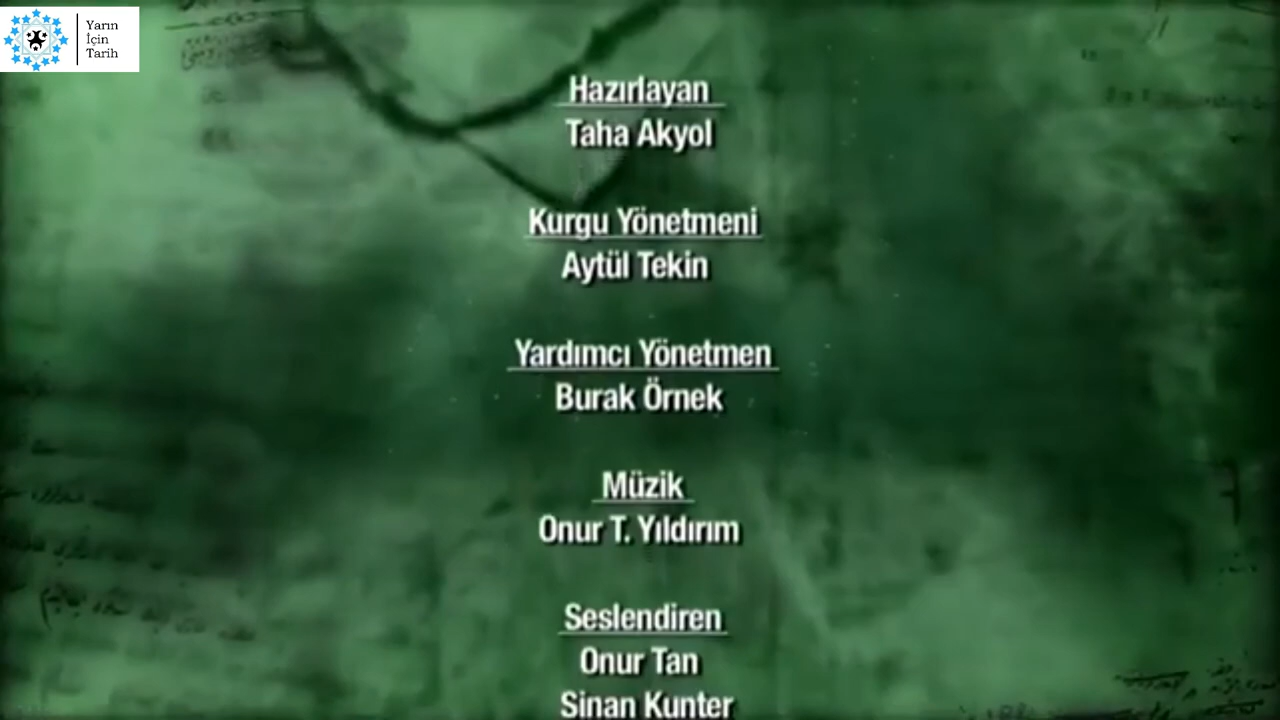 Yarın
İçin
Tarih
Hazırlayan
Taha Akyol
Kurgu Yönetmeni
Aytül Tekin
Yardımcı Yönetmen
Burak Örnek
Müzik
Onur T. Yıldırım
Seslendiren
Onur Tan
Sinan Kunter